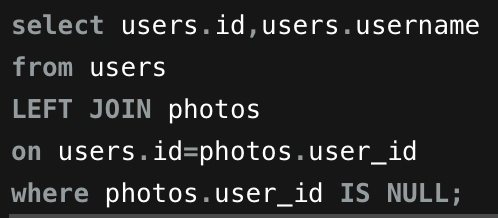 select users.id,users.username
from users
LEFT JOIN photos
on users.id=photos.user_id
where photos.user_id IS NULL;